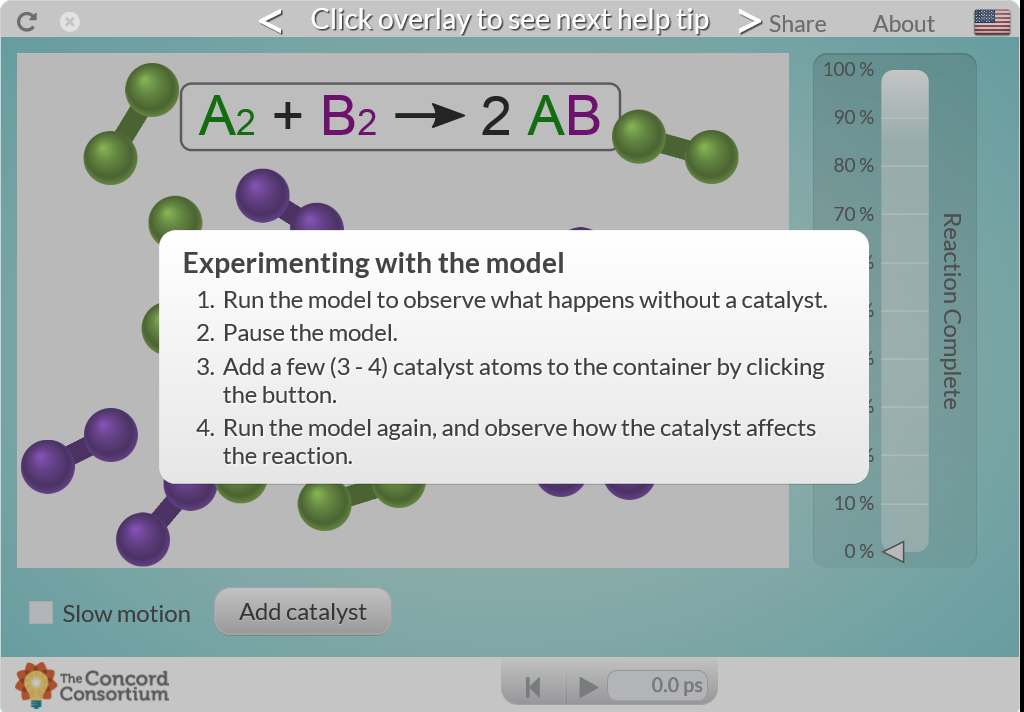 < Click overlay to see next help tip > Share About
A2 + B2 → 2 AB
100 %
90 %
80 %
70 %
%
%
%
%
%
10 %
0 %
Reaction Complete
Experimenting with the model
1. Run the model to observe what happens without a catalyst.
2. Pause the model.
3. Add a few (3 - 4) catalyst atoms to the container by clicking
the button.
4. Run the model again, and observe how the catalyst affects
the reaction.
Slow motion Add catalyst
The Concord
Consortium
0.0 ps